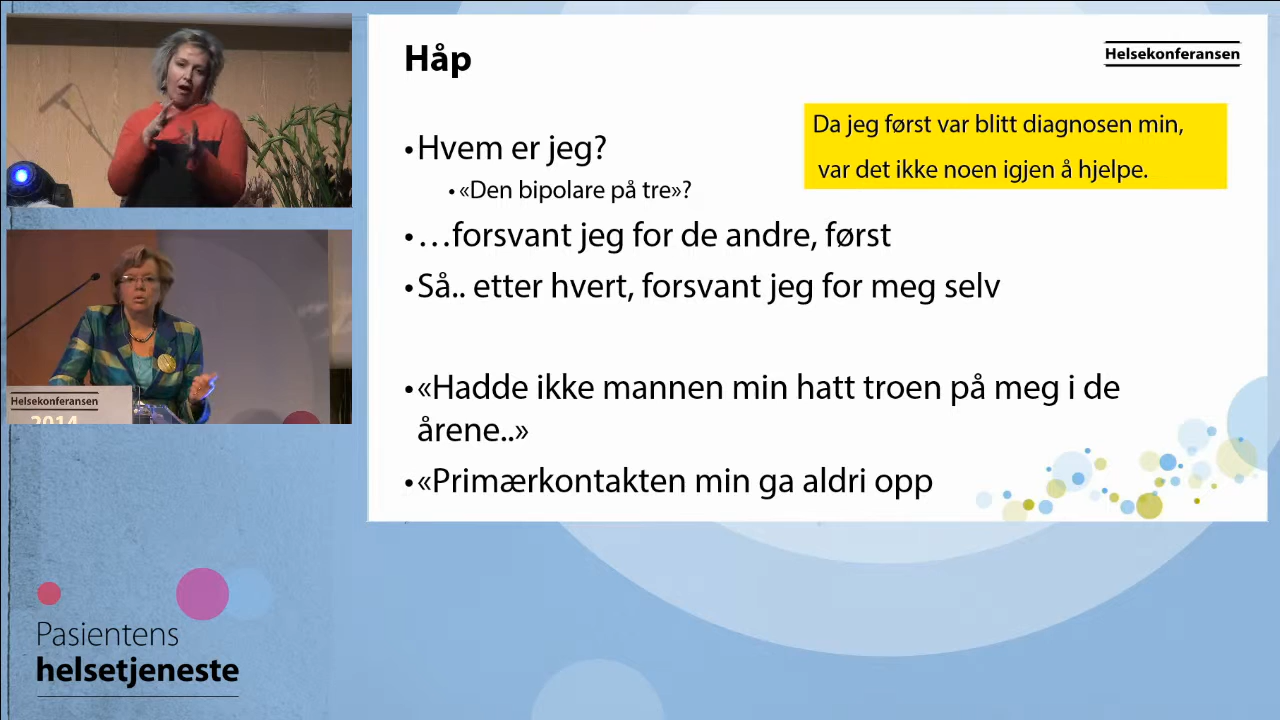 Håp
Helsekonferansen
Da jeg først var blitt diagnosen min,
var det ikke noen igjen å hjelpe.
•Hvem er jeg?
•«Den bipolare på tre»?
•…forsvant jeg for de andre, først
•Så.. etter hvert, forsvant jeg for meg selv
•«Hadde ikke mannen min hatt troen på meg i de
årene..»
•«Primærkontakten min ga aldri opp
Helsekonferansen
2014
Pasientens
helsetjeneste